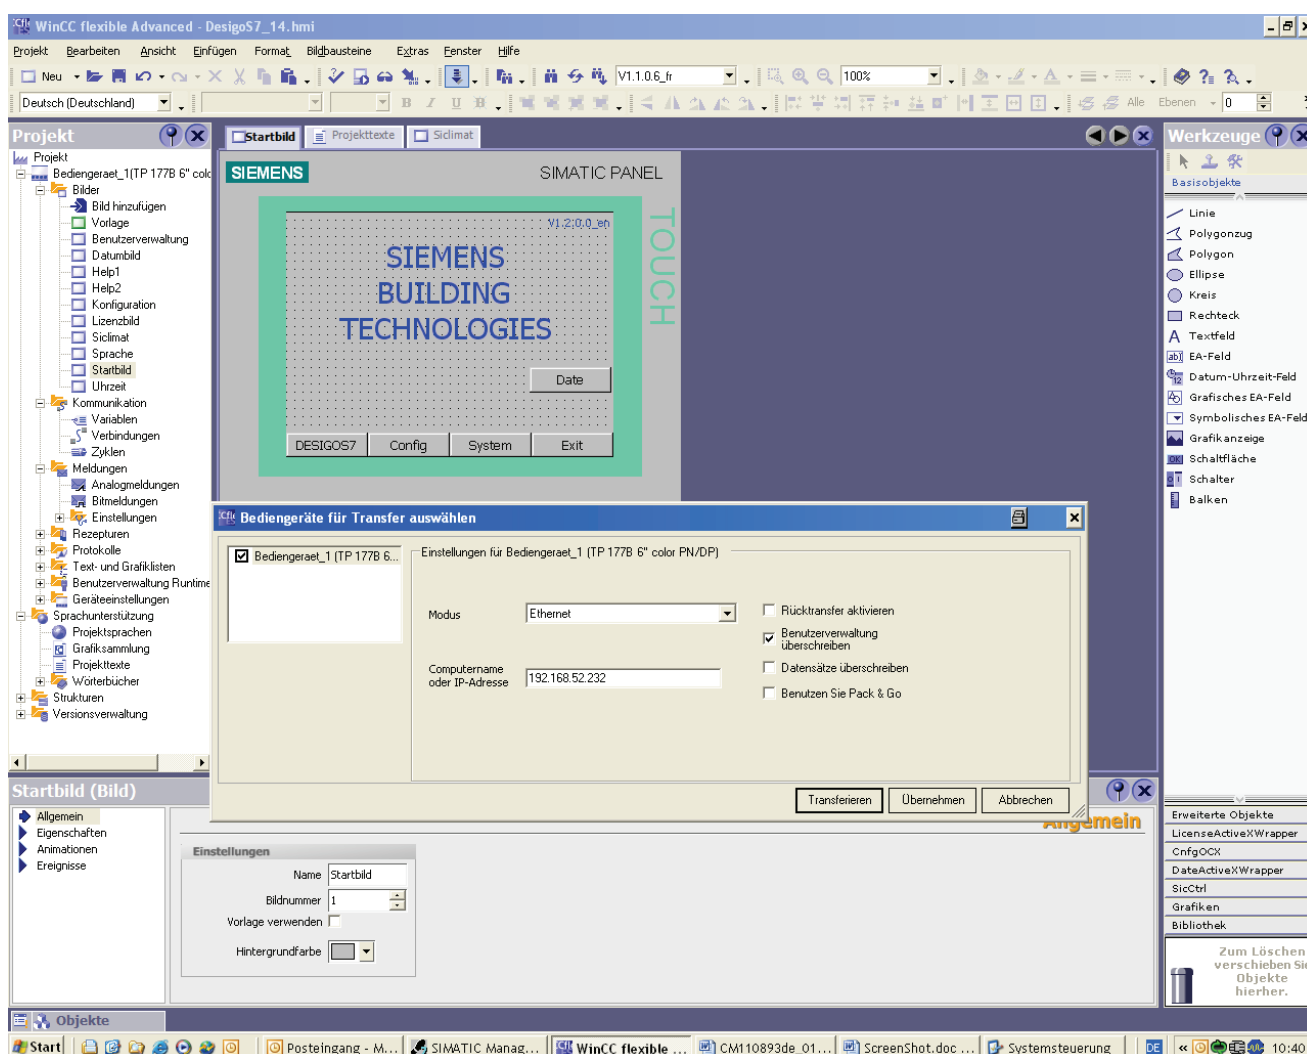 WinCC flexible Advanced - DesigoS7_14.hmi
Projekt Bearbeiten Ansicht Einfügen Format Bildbausteine Extras Fenster Hilfe
Neu V1.1.0.6_fr 100%
Deutsch (Deutschland) B I U Alle Ebenen 0
Projekt
Startbild Projekttexte Siclimat
Werkzeuge
Projekt
Bediengeraet_1(TP 177B 6" colo
Bilder
Bild hinzufügen
Vorlage
Benutzerverwaltung
Datumbild
Help1
Help2
Konfiguration
Lizenzbild
Siclimat
Sprache
Startbild
Uhrzeit
Kommunikation
Variablen
Verbindungen
Zyklen
Meldungen
Analogmeldungen
Bitmeldungen
Einstellungen
Rezepturen
Protokolle
Text- und Grafiklisten
Benutzerverwaltung Runtime
Geräteeinstellungen
Sprachunterstützung
Projektsprachen
Grafiksammlung
Projekttexte
Wörterbücher
Strukturen
Versionsverwaltung
SIEMENS SIMATIC PANEL
TOUCH
V1.2.0.0_en
SIEMENS
BUILDING
TECHNOLOGIES
Date
DESIGOS7 Config System Exit
Basisobjekte
Linie
Polygonzug
Polygon
Ellipse
Kreis
Rechteck
Textfeld
EA-Feld
Datum-Uhrzeit-Feld
Grafisches EA-Feld
Symbolisches EA-Feld
Grafikanzeige
Schaltfläche
Schalter
Balken
Bediengeräte für Transfer auswählen
Bediengeraet_1 (TP 177B 6...
Einstellungen für Bediengeraet_1 (TP 177B 6" color PN/DP)
Modus Ethernet
Computername
oder IP-Adresse 192.168.52.232
Rücktransfer aktivieren
Benutzerverwaltung
überschreiben
Datensätze überschreiben
Benutzen Sie Pack & Go
Transferieren Übernehmen Abbrechen
Startbild (Bild)
Allgemein
Eigenschaften
Animationen
Ereignisse
Allgemein
Einstellungen
Name Startbild
Bildnummer 1
Vorlage verwenden
Hintergrundfarbe
Erweiterte Objekte
LicenseActiveXWrapper
CnfgOCX
DateActiveXWrapper
SicCtrl
Grafiken
Bibliothek
Zum Löschen
verschieben Sie
Objekte
hierher.
Objekte
Start Posteingang - M... SIMATIC Manag... WinCC flexible ... CM110893de_01... ScreenShot.doc ... Systemsteuerung DE 10:40